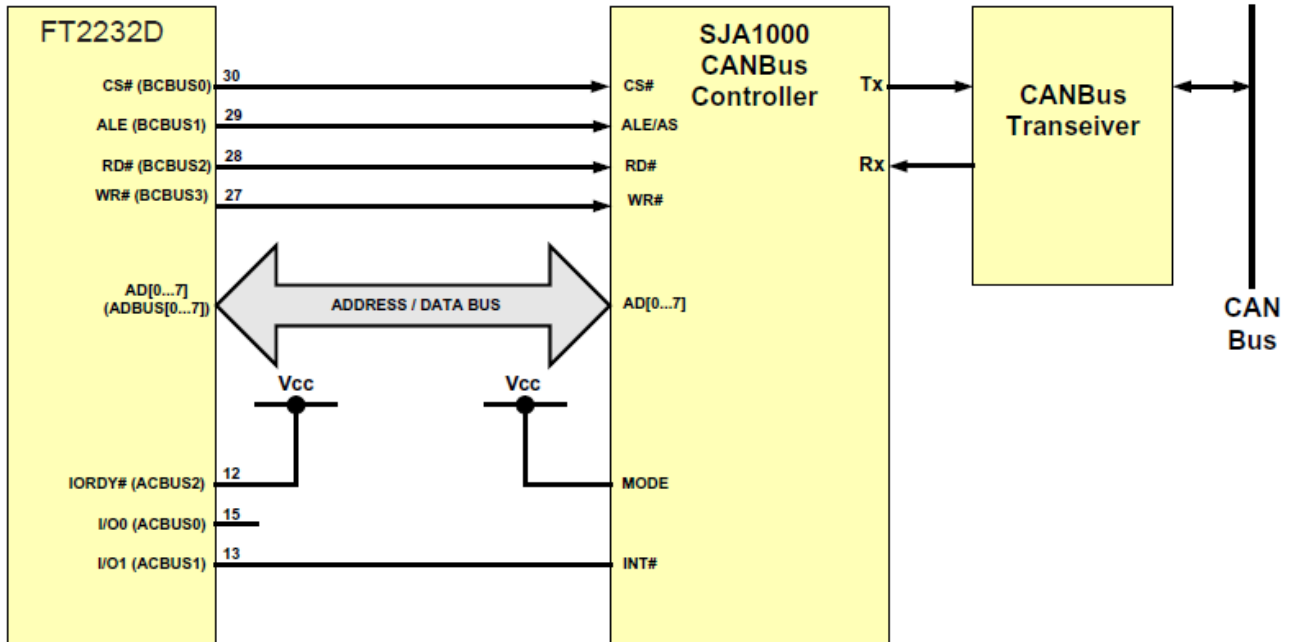 FT2232D
CS# (BCBUS0)
30
ALE (BCBUS1)
29
RD# (BCBUS2)
28
WR# (BCBUS3)
27
AD[0...7]
(ADBUS[0...7])
ADDRESS / DATA BUS
Vcc
Vcc
IORDY# (ACBUS2)
12
I/O0 (ACBUS0)
15
I/O1 (ACBUS1)
13
SJA1000
CANBus
Controller
CS#
ALE/AS
RD#
WR#
AD[0...7]
MODE
INT#
Tx
Rx
CANBus
Transeiver
CAN
Bus